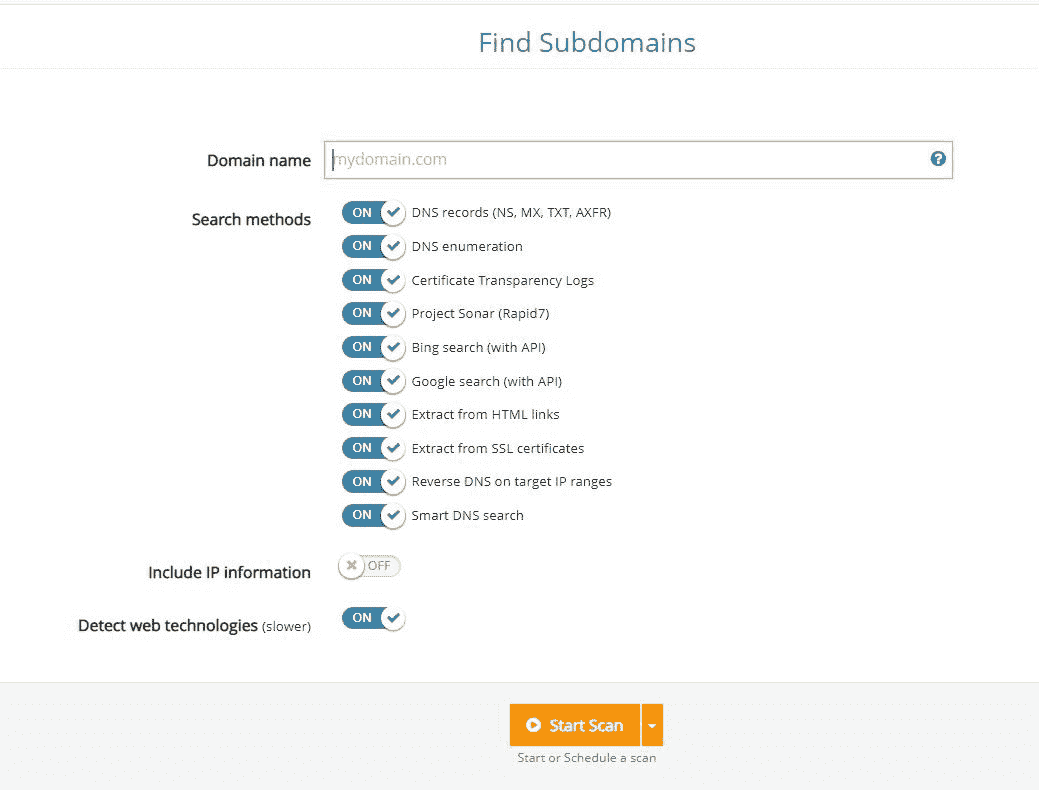 Find Subdomains
Domain name mydomain.com ?
Search methods ON DNS records (NS, MX, TXT, AXFR)
ON DNS enumeration
ON Certificate Transparency Logs
ON Project Sonar (Rapid7)
ON Bing search (with API)
ON Google search (with API)
ON Extract from HTML links
ON Extract from SSL certificates
ON Reverse DNS on target IP ranges
ON Smart DNS search
Include IP information OFF
Detect web technologies (slower) ON
Start Scan
Start or Schedule a scan